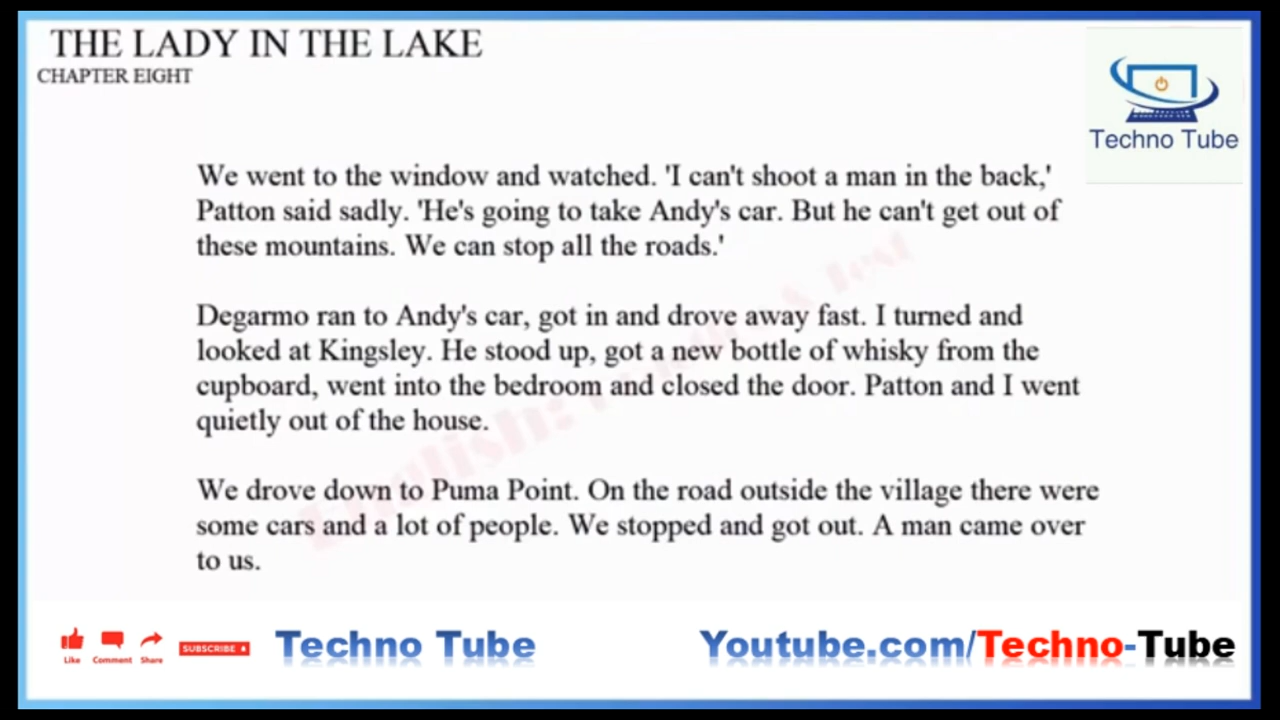 THE LADY IN THE LAKE
CHAPTER EIGHT
Techno Tube
We went to the window and watched. 'I can't shoot a man in the back,'
Patton said sadly. 'He's going to take Andy's car. But he can't get out of
these mountains. We can stop all the roads.'
Degarmo ran to Andy's car, got in and drove away fast. I turned and
looked at Kingsley. He stood up, got a new bottle of whisky from the
cupboard, went into the bedroom and closed the door. Patton and I went
quietly out of the house.
We drove down to Puma Point. On the road outside the village there were
some cars and a lot of people. We stopped and got out. A man came over
to us.
Like Comment Share SUBSCRIBE Techno Tube Youtube.com/Techno-Tube